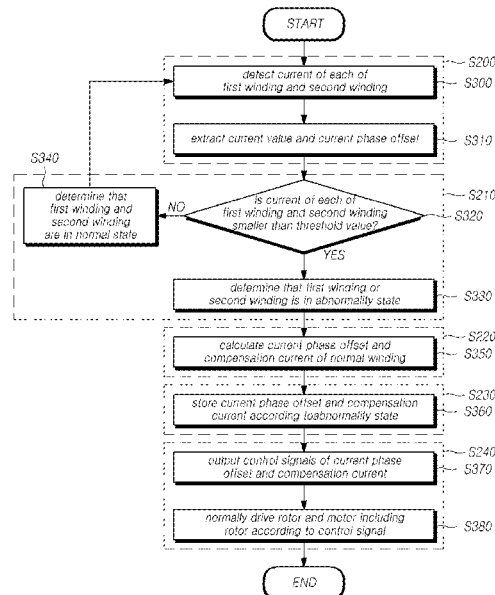 START
S200
detect current of each of
first winding and second winding
S300
extract current value and current phase offset
S310
S340
determine that
first winding and
second winding
are in normal state
NO
Is current of each of
first winding and second winding
smaller than threshold value?
S210
S320
YES
determine that first winding or
second winding is in abnormality state
S330
calculate current phase offset and
compensation current of normal winding
S220
S350
store current phase offset and compensation
current according toabnormality state
S230
S360
output control signals of current phase
offset and compensation current
S240
S370
normally drive rotor and motor including
rotor according to control signal
S380
END